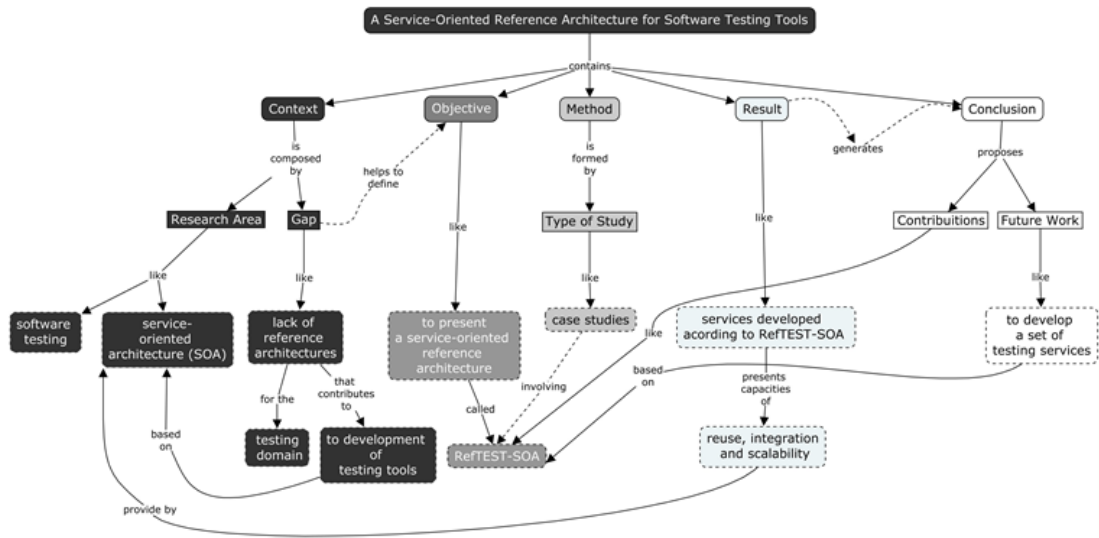 A Service-Oriented Reference Architecture for Software Testing Tools
contains
Context
Objective
Method
Result
Conclusion
is
composed
by
helps to
define
is
formed
by
generates
proposes
Research Area
Gap
Type of Study
Contribuitions
Future Work
like
like
like
like
like
like
software
testing
service-
oriented
architecture (SOA)
lack of
reference
architectures
to present
a service-oriented
reference
architecture
case studies
services developed
acording to RefTEST-SOA
to develop
a set of
testing services
like
for the
that
contributes
to
called
involving
based
on
presents
capacities
of
based
on
testing
domain
to development
of
testing tools
RefTEST-SOA
reuse, integration
and scalability
provide by